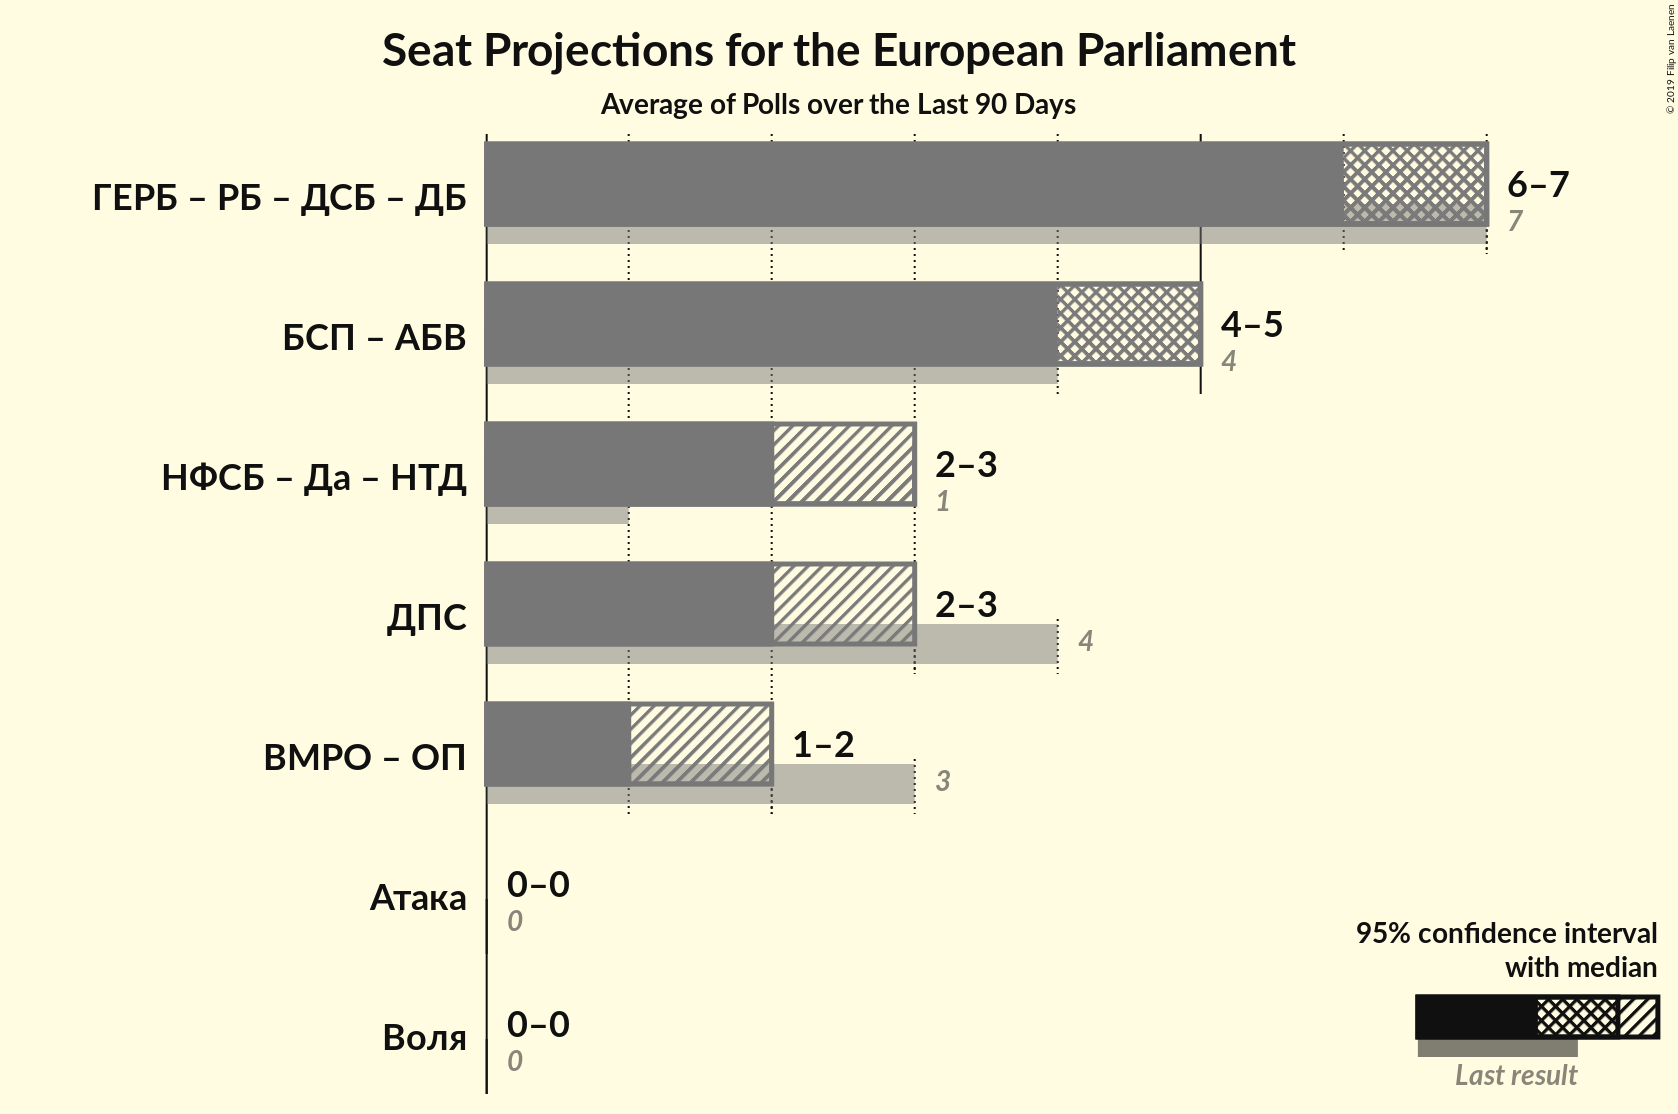 Seat Projections for the European Parliament
Average of Polls over the Last 90 Days
© 2019 Filip van Laenen
ГЕРБ – РБ – ДСБ – ДБ
6–7
7
БСП – АБВ
4–5
4
НФСБ – Да – НТД
2–3
1
ДПС
2–3
4
ВМРО – ОП
1–2
3
Атака
0–0
0
Воля
0–0
0
95% confidence interval
with median
Last result